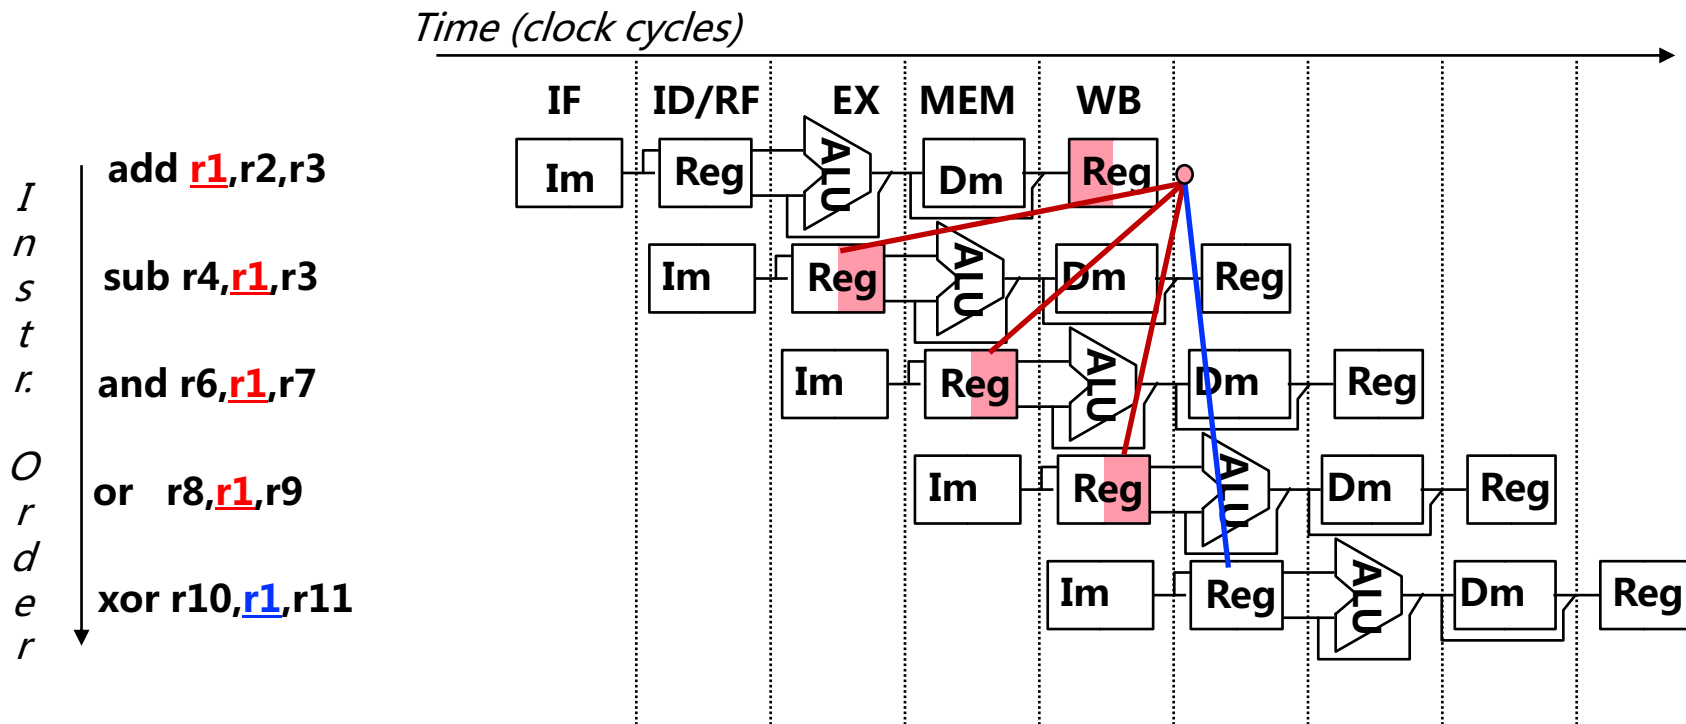 Time (clock cycles)
IF ID/RF EX MEM WB
Instr. Order
add r1,r2,r3
Im Reg ALU Dm Reg
sub r4,r1,r3
Im Reg ALU Dm Reg
and r6,r1,r7
Im Reg ALU Dm Reg
or r8,r1,r9
Im Reg ALU Dm Reg
xor r10,r1,r11
Im Reg ALU Dm Reg